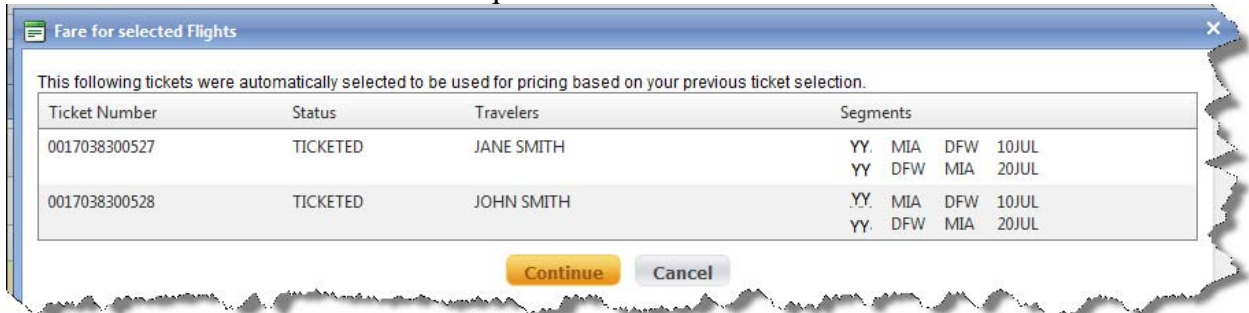 Fare for selected Flights
This following tickets were automatically selected to be used for pricing based on your previous ticket selection.
Ticket Number Status Travelers Segments
0017038300527 TICKETED JANE SMITH YY. MIA DFW 10JUL
YY DFW MIA 20JUL
0017038300528 TICKETED JOHN SMITH YY. MIA DFW 10JUL
YY. DFW MIA 20JUL
Continue Cancel